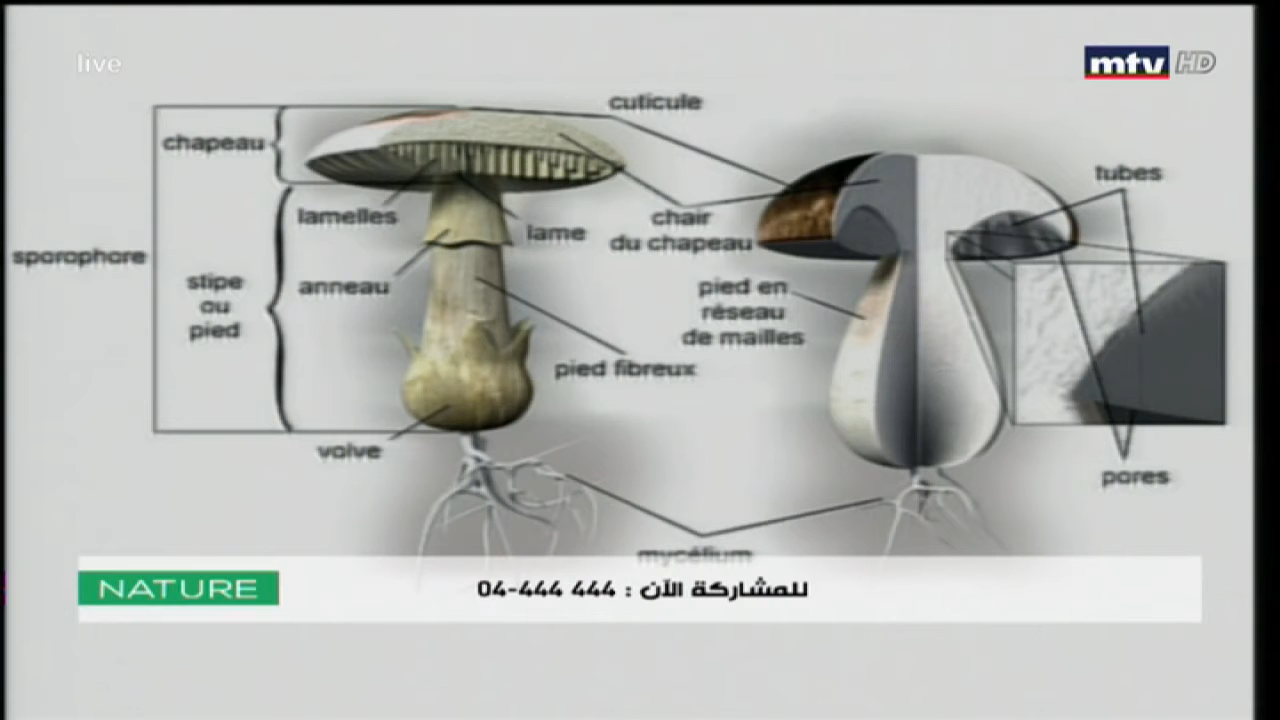 live
mtv HD
cuticule
chapeau
tubes
lamelles
lame
chair
du chapeau
sporophore
stipe
ou
pied
anneau
pied en
réseau
de mailles
pied fibreux
volve
pores
mycélium
NATURE
للمشاركة الآن : 444 444-04